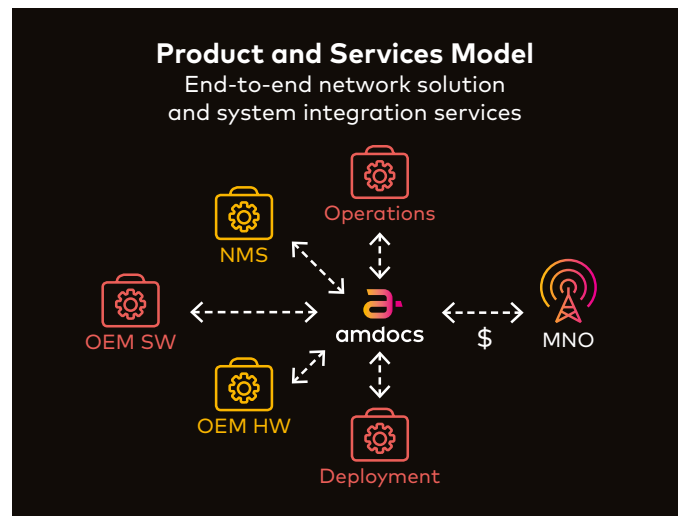 Product and Services Model
End-to-end network solution
and system integration services
Operations
NMS
OEM SW
amdocs
$
MNO
OEM HW
Deployment